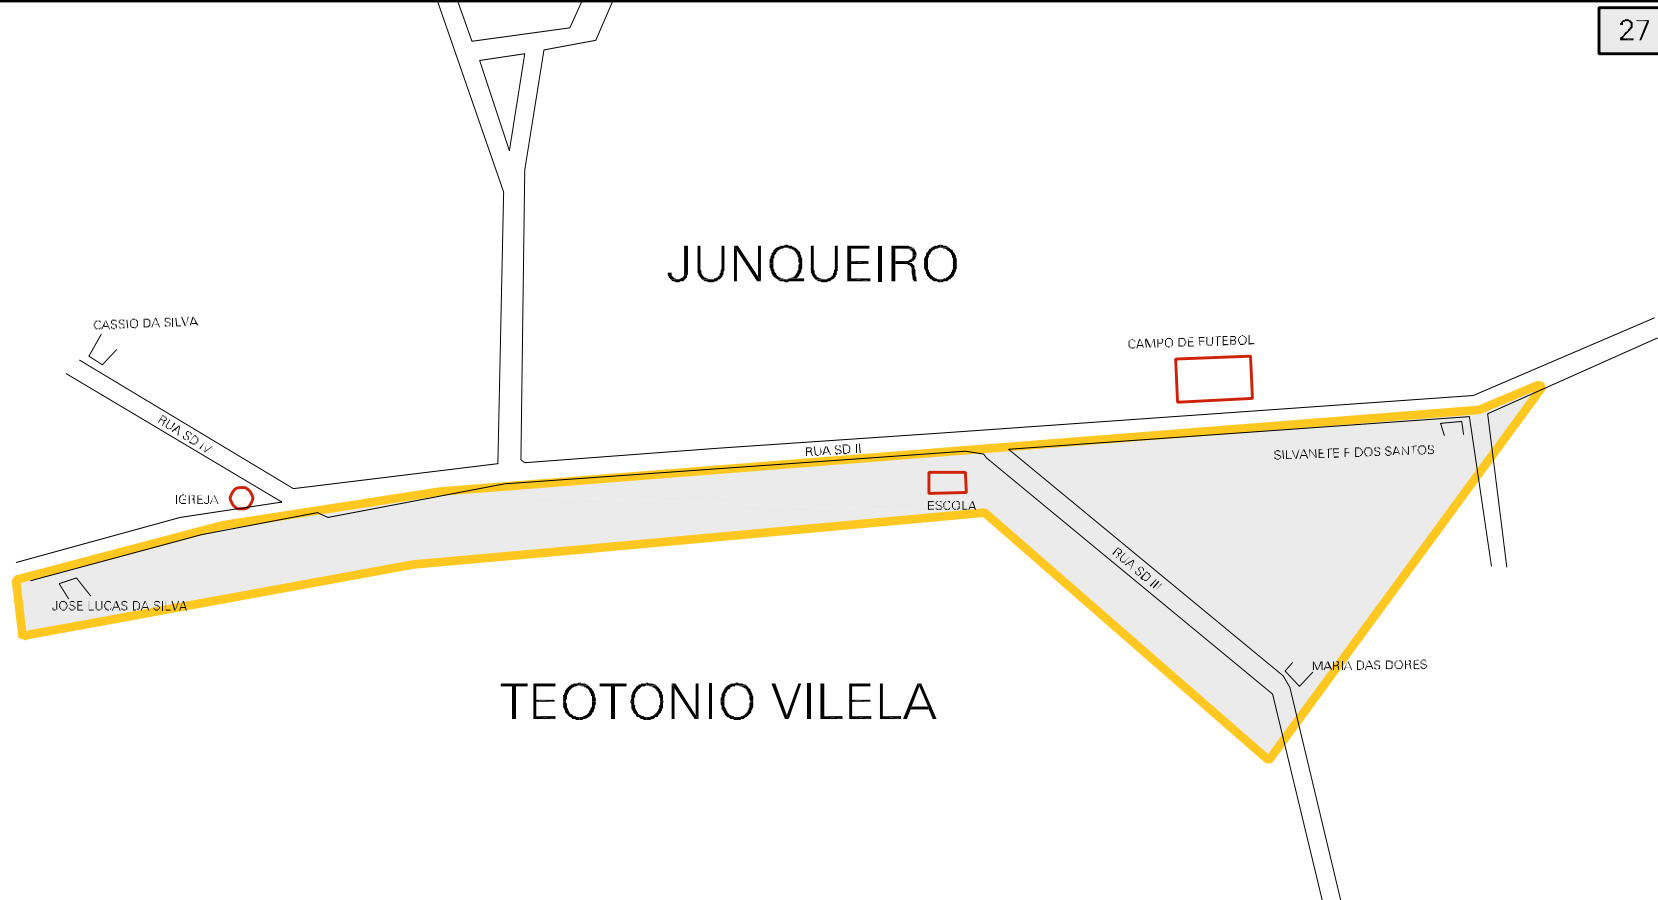 27
JUNQUEIRO
CASSIO DA SILVA
CAMPO DE FUTEBOL
RUA SD IV
RUA SD II
SILVANETE F DOS SANTOS
IGREJA
ESCOLA
RUA SD III
JOSE LUCAS DA SILVA
MARIA DAS DORES
TEOTONIO VILELA